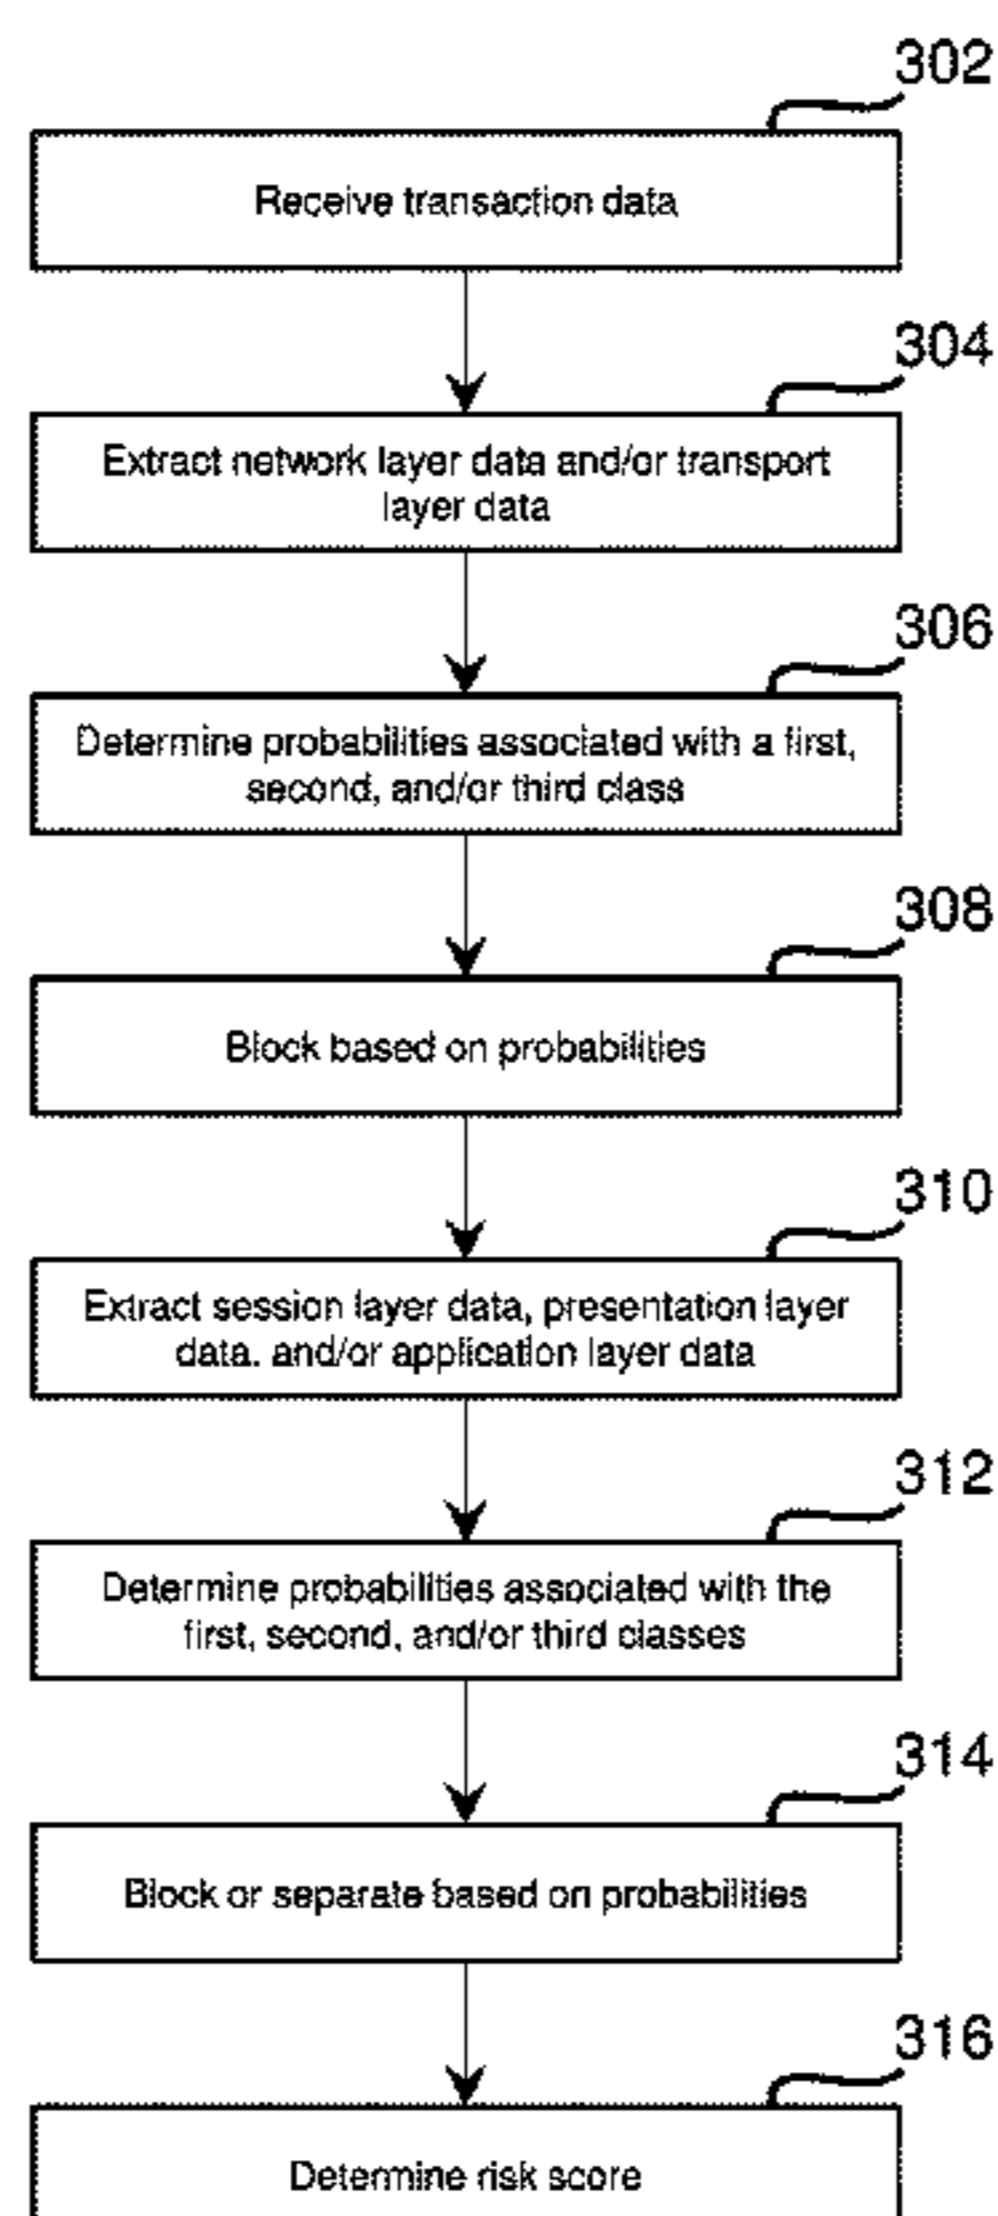 302
Receive transaction data
304
Extract network layer data and/or transport
layer data
306
Determine probabilities associated with a first,
second, and/or third class
308
Block based on probabilities
310
Extract session layer data, presentation layer
data. and/or application layer data
312
Determine probabilities associated with the
first, second, and/or third classes
314
Block or separate based on probabilities
316
Determine risk score